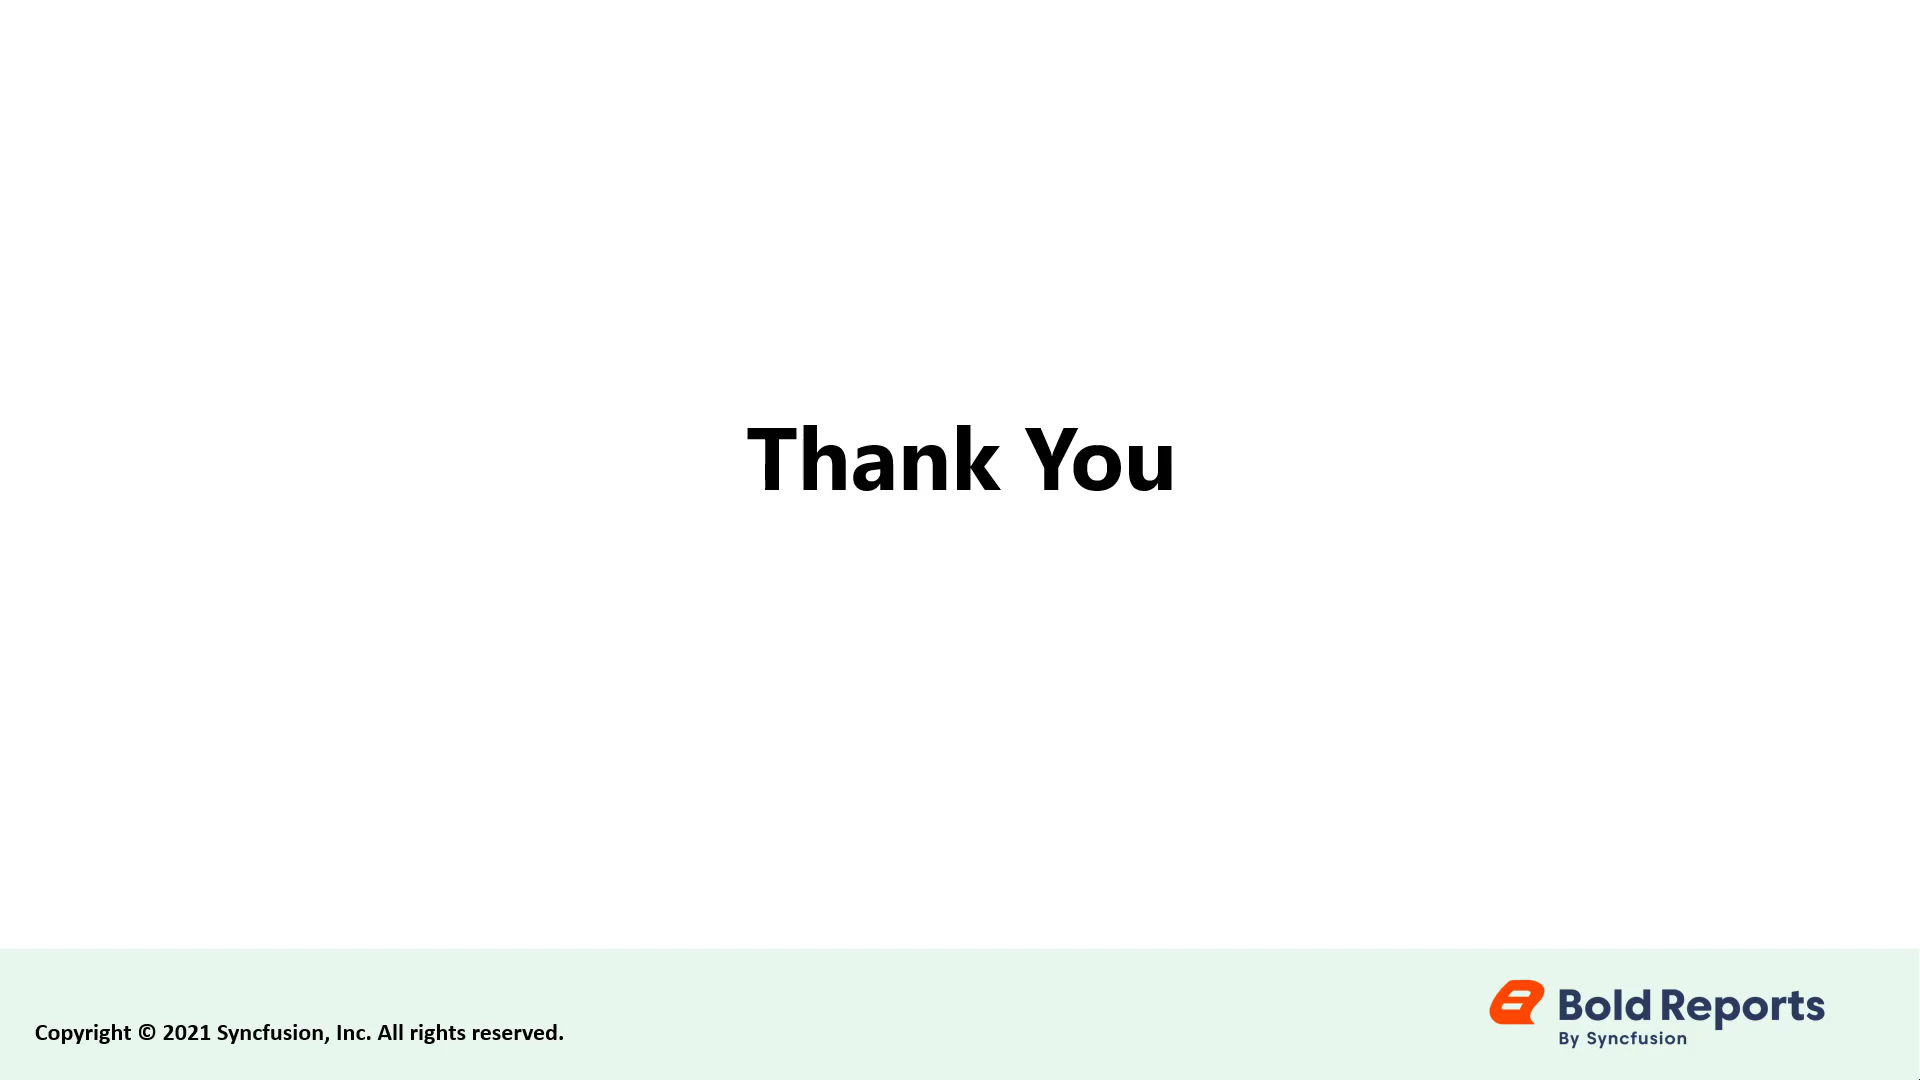 Thank You
Copyright © 2021 Syncfusion, Inc. All rights reserved.
Bold Reports
By Syncfusion